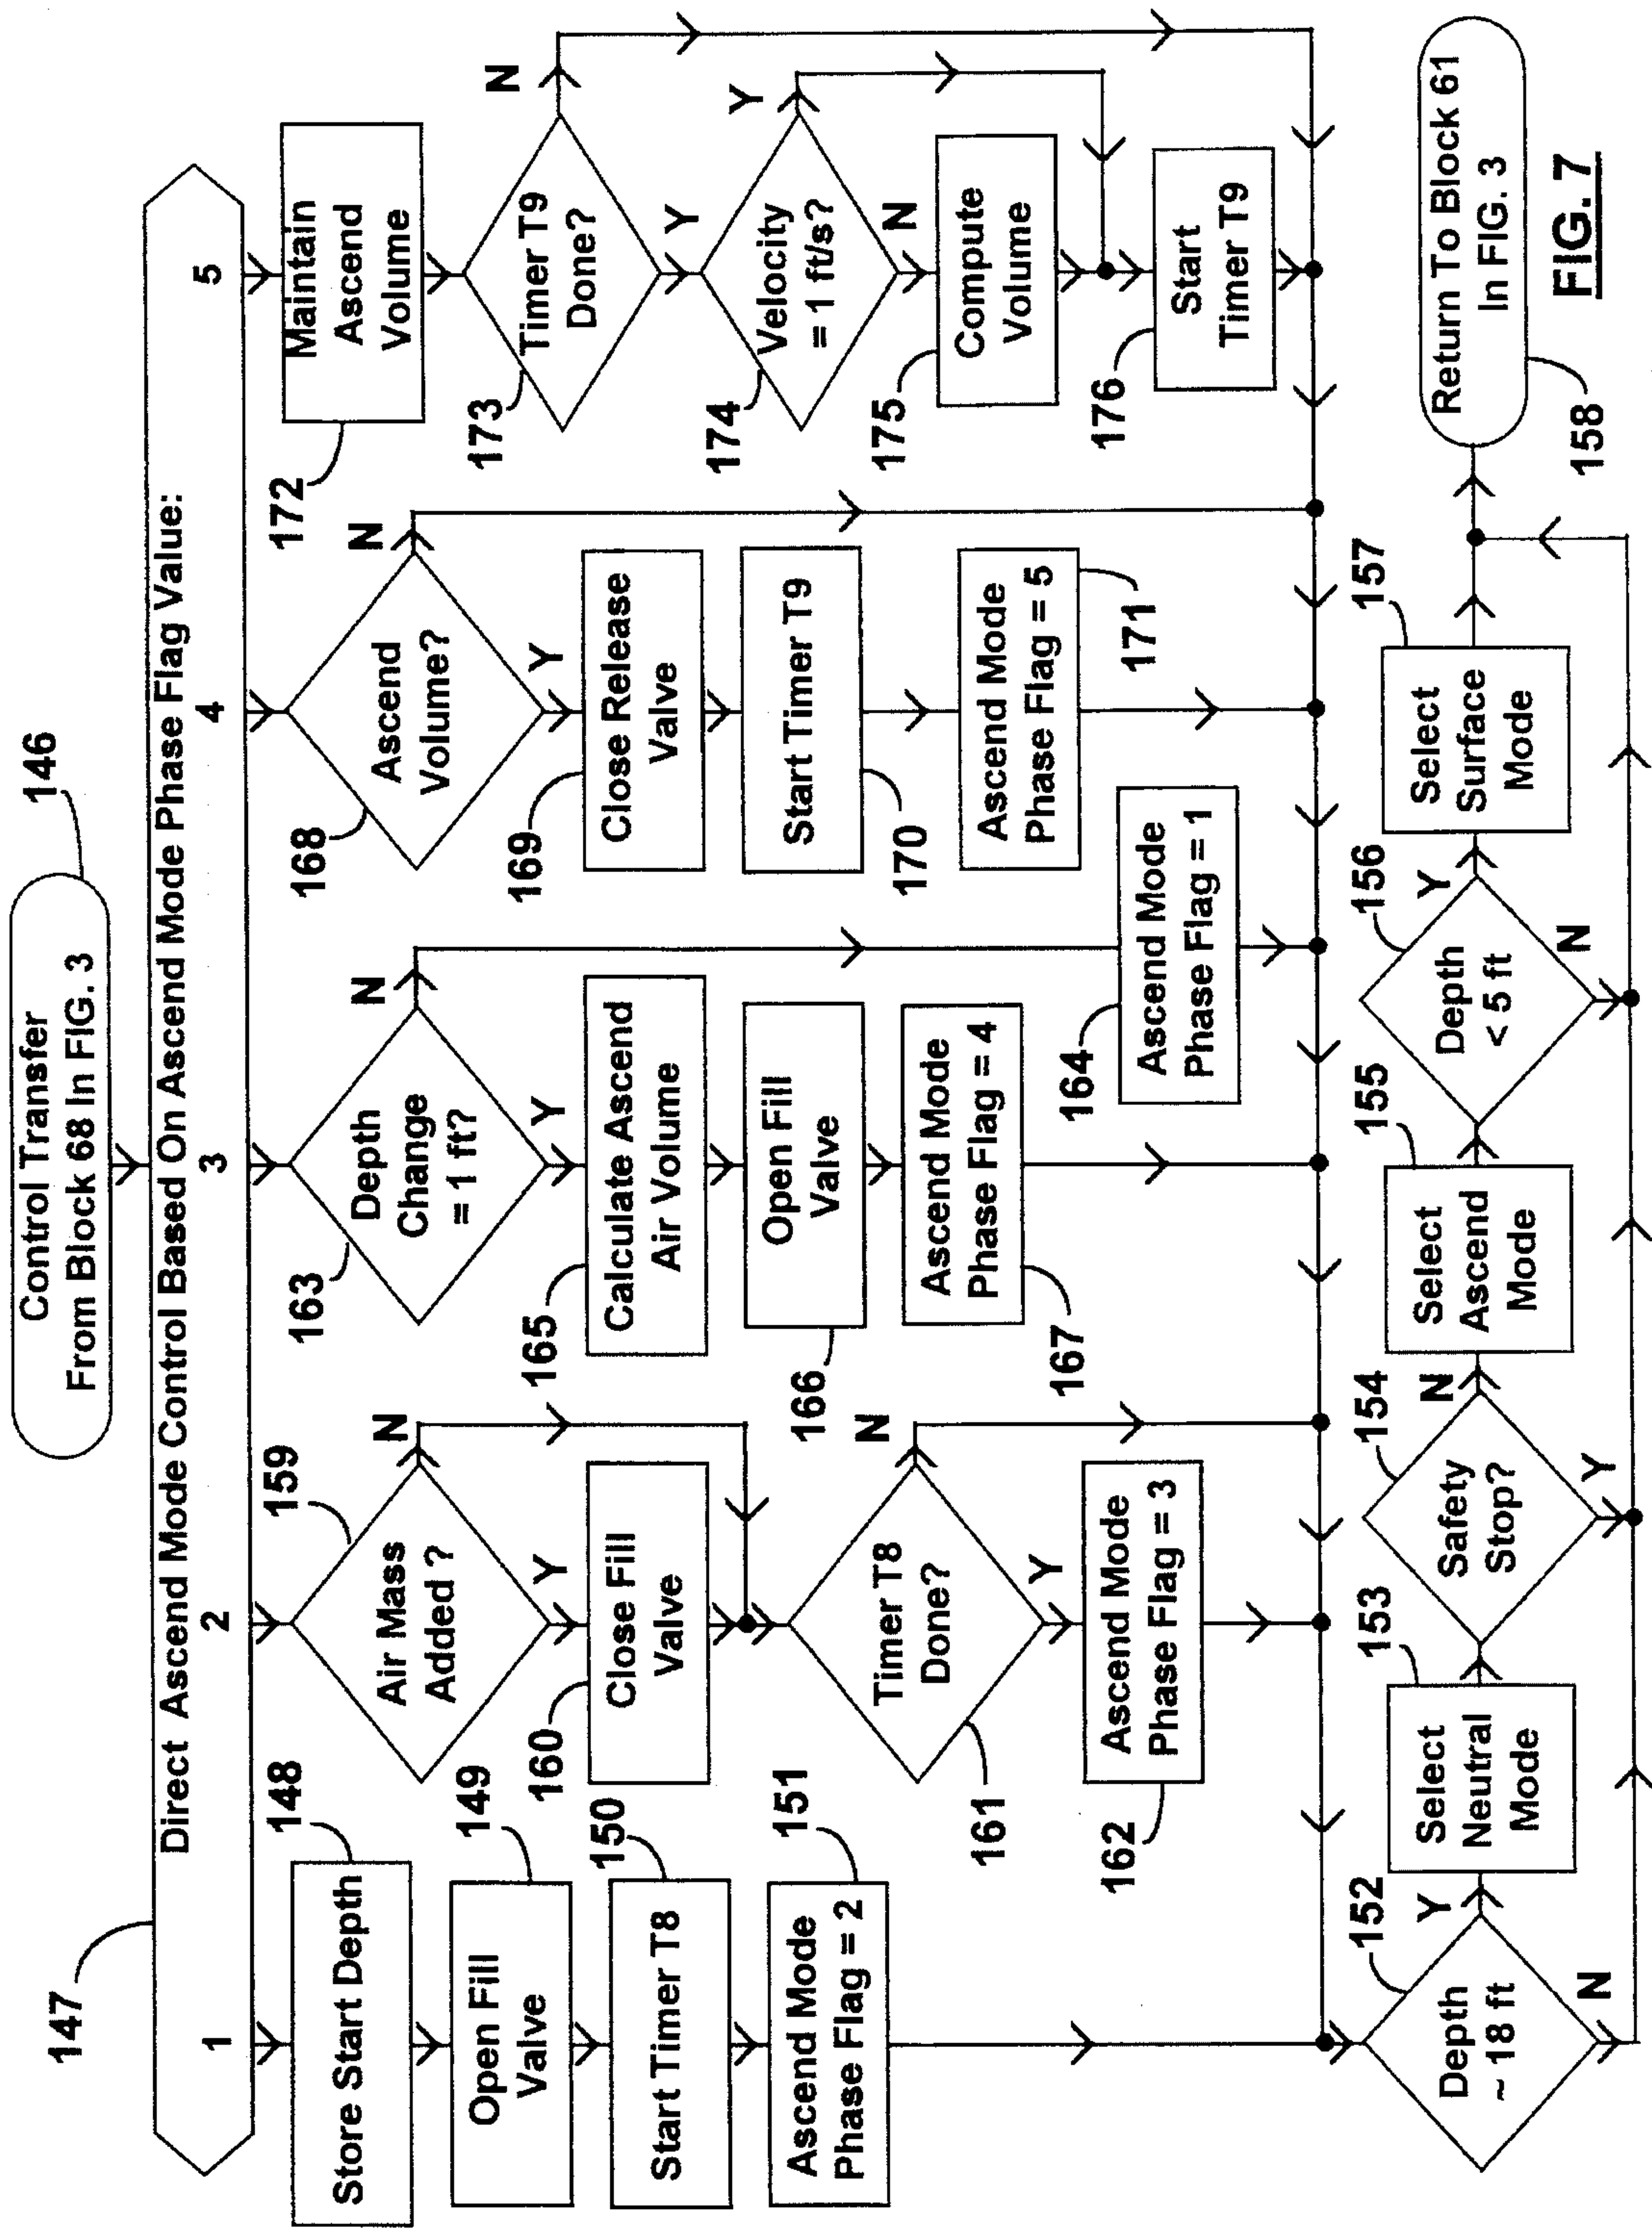 Control Transfer
From Block 68 In FIG. 3
146
147
Direct Ascend Mode Control Based On Ascend Mode Phase Flag Value:
1
2
3
4
5
148
Store Start Depth
149
Open Fill
Valve
150
Start Timer T8
151
Ascend Mode
Phase Flag = 2
159
Air Mass
Added ?
N
Y
160
Close Fill
Valve
161
Timer T8
Done?
N
Y
162
Ascend Mode
Phase Flag = 3
163
Depth
Change
= 1 ft?
N
Y
165
Calculate Ascend
Air Volume
166
Open Fill
Valve
167
Ascend Mode
Phase Flag = 4
164
Ascend Mode
Phase Flag = 1
168
Ascend
Volume?
N
Y
169
Close Release
Valve
170
Start Timer T9
171
Ascend Mode
Phase Flag = 5
172
Maintain
Ascend
Volume
173
Timer T9
Done?
N
Y
174
Velocity
= 1 ft/s?
Y
N
175
Compute
Volume
176
Start
Timer T9
152
Depth
~ 18 ft
Y
N
153
Select
Neutral
Mode
154
Safety
Stop?
N
Y
155
Select
Ascend
Mode
156
Depth
< 5 ft
Y
N
157
Select
Surface
Mode
158
Return To Block 61
In FIG. 3
FIG. 7